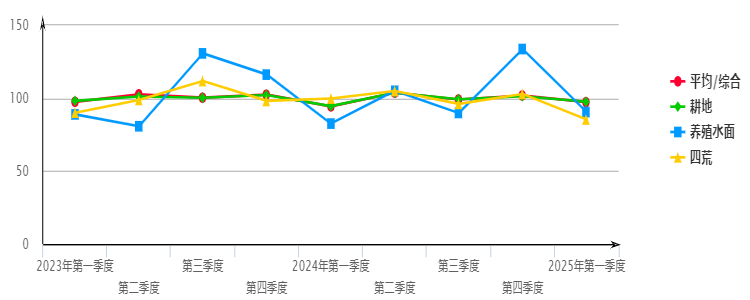 150
100
50
0
2023年第一季度
第二季度
第三季度
第四季度
2024年第一季度
第二季度
第三季度
第四季度
2025年第一季度
平均/综合
耕地
养殖水面
四荒